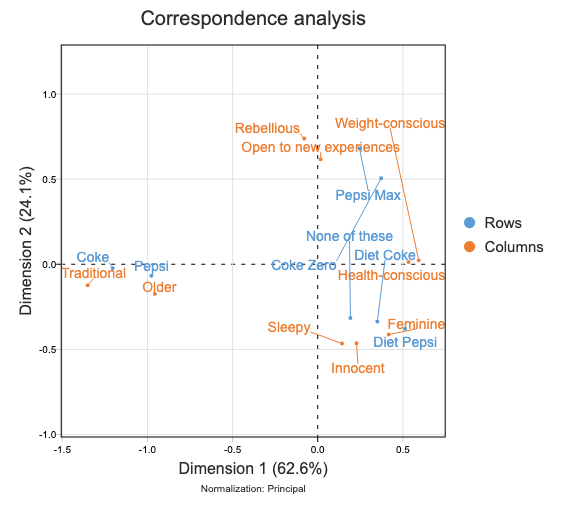 Correspondence analysis
1.0
0.5
0.0
-0.5
-1.0
-1.5
-1.0
-0.5
0.0
0.5
Dimension 2 (24.1%)
Weight-conscious
Rebellious
Open to new experiences
Pepsi Max
None of these
Coke
Diet Coke
Pepsi
Coke Zero
Traditional
Health-conscious
Older
Sleepy
Feminine
Diet Pepsi
Innocent
Rows
Columns
Dimension 1 (62.6%)
Normalization: Principal